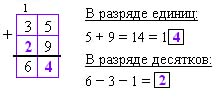 1
+ 3 5
В разряде единиц:
2 9
5 + 9 = 14 = 1 4
В разряде десятков:
6 4
6 − 3 − 1 = 2